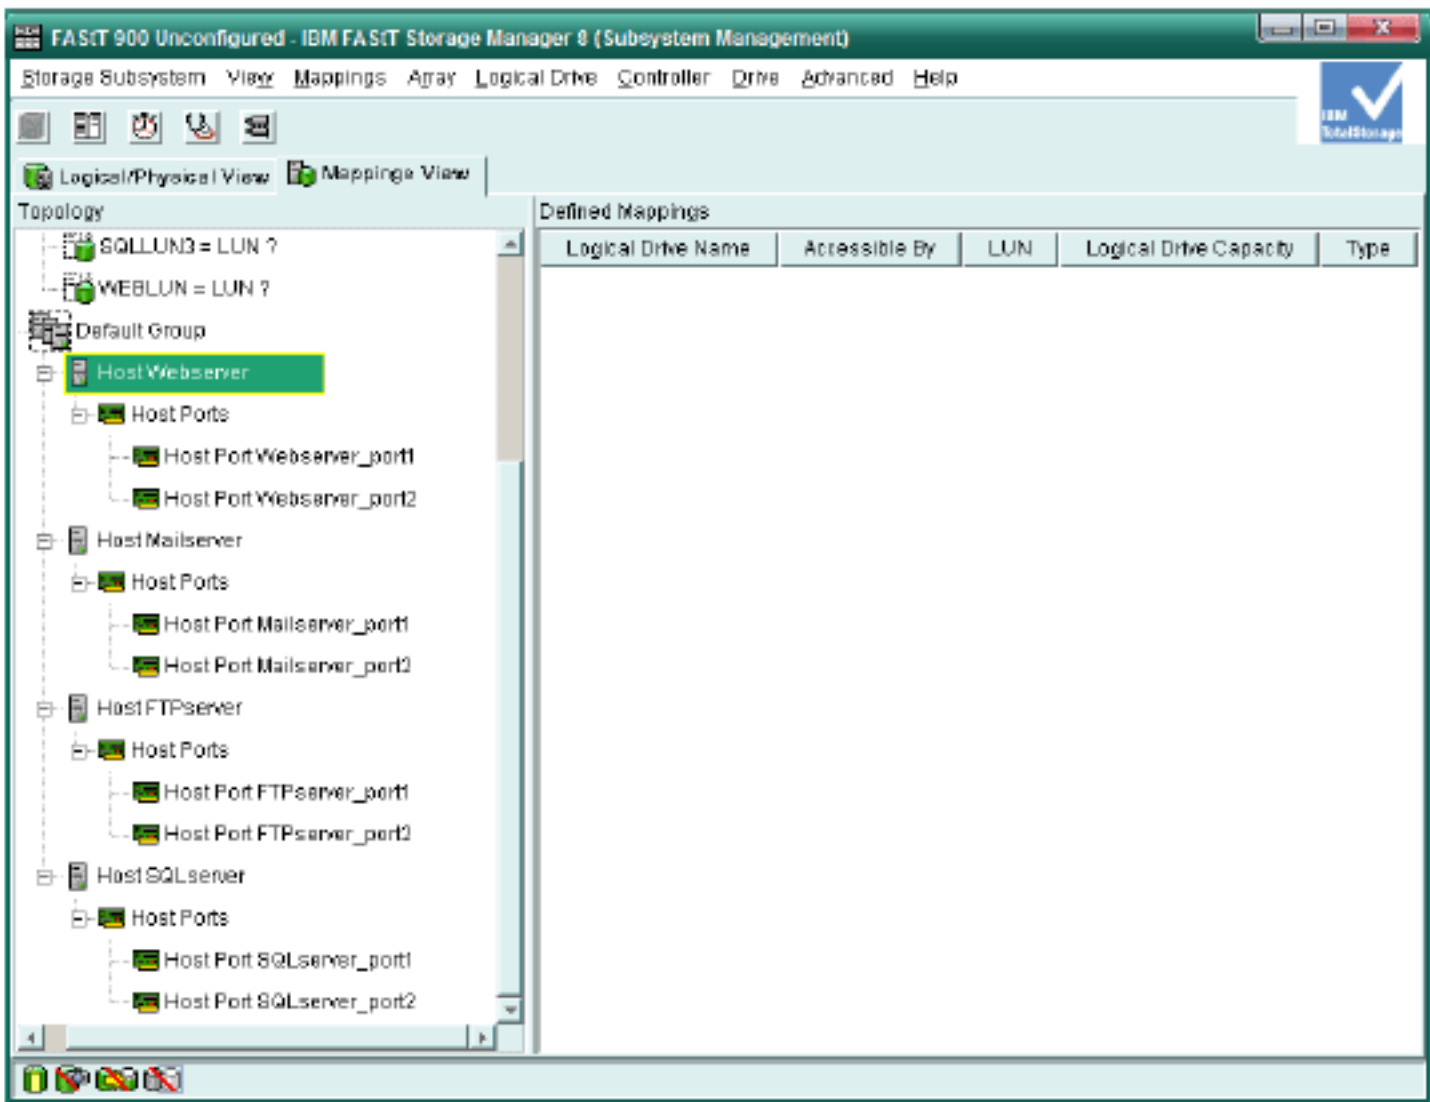 FAStT 900 Unconfigured - IBM FAStT Storage Manager 8 (Subsystem Management)
Storage Subsystem View Mappings Array Logical Drive Controller Drive Advanced Help
IBM
TotalStorage
Logical/Physical View Mappings View
Topology
Defined Mappings
Logical Drive Name Accessible By LUN Logical Drive Capacity Type
SQLLUN3 = LUN ?
WEBLUN = LUN ?
Default Group
Host Webserver
Host Ports
Host Port Webserver_port1
Host Port Webserver_port2
Host Mailserver
Host Ports
Host Port Mailserver_port1
Host Port Mailserver_port2
Host FTPserver
Host Ports
Host Port FTPserver_port1
Host Port FTPserver_port2
Host SQLserver
Host Ports
Host Port SQLserver_port1
Host Port SQLserver_port2